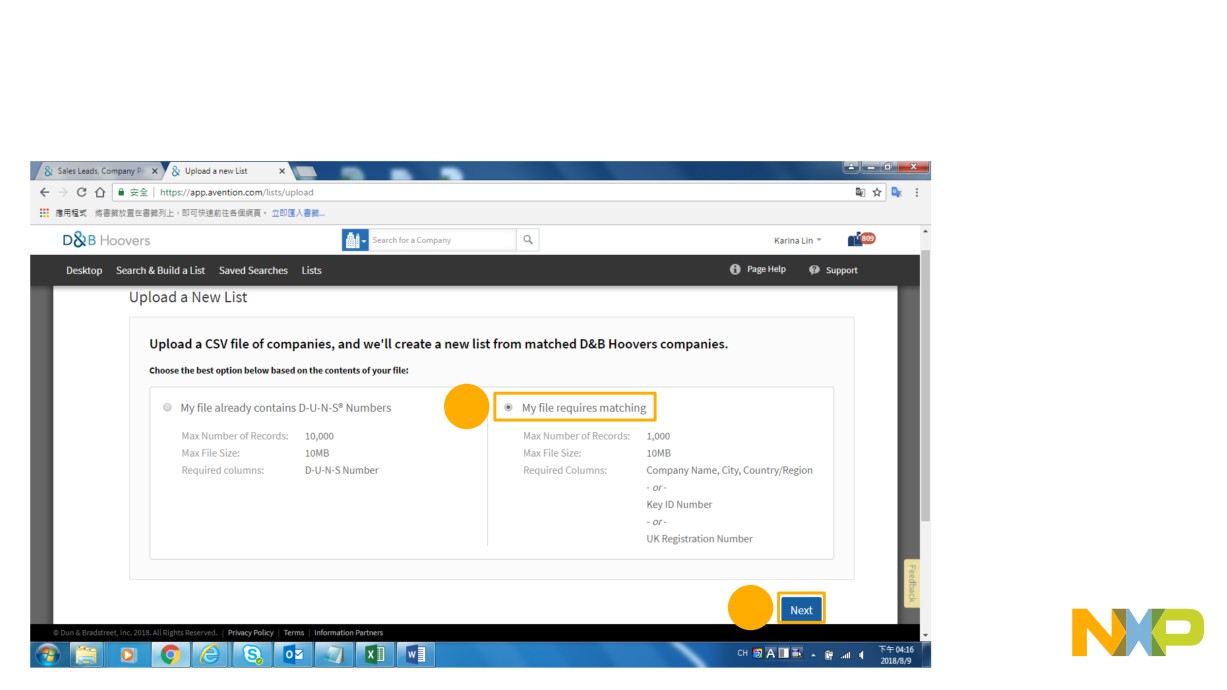 Sales Leads, Company Pr
Upload a new List
安全 | https://app.avention.com/lists/upload
應用程式 將書籤放置在書籤列上,即可快速前往各個網頁。 立即匯入書籤...
D&B Hoovers
Search for a Company
Karina Lin
809
Desktop Search & Build a List Saved Searches Lists
Page Help
Support
Upload a New List
Upload a CSV file of companies, and we'll create a new list from matched D&B Hoovers companies.
Choose the best option below based on the contents of your file:
My file already contains D-U-N-S® Numbers
Max Number of Records: 10,000
Max File Size: 10MB
Required columns: D-U-N-S Number
My file requires matching
Max Number of Records: 1,000
Max File Size: 10MB
Required Columns: Company Name, City, Country/Region
- or -
Key ID Number
- or -
UK Registration Number
Next
Feedback
© Dun & Bradstreet, Inc. 2018. All Rights Reserved. | Privacy Policy | Terms | Information Partners
CH
下午 04:16
2018/8/9
NXP